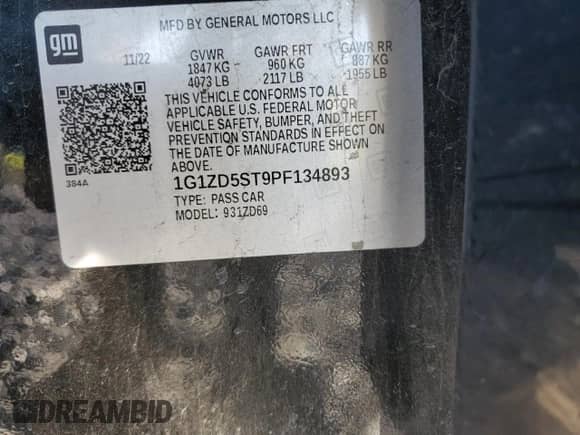 MFD BY GENERAL MOTORS LLC
gm
11/22 GVWR GAWR FRT GAWR RR
1847 KG 960 KG 887 KG
4073 LB 2117 LB 1955 LB
THIS VEHICLE CONFORMS TO ALL
APPLICABLE U.S. FEDERAL MOTOR
VEHICLE SAFETY, BUMPER, AND THEFT
PREVENTION STANDARDS IN EFFECT ON
THE DATE OF MANUFACTURE SHOWN
ABOVE.
384A
1G1ZD5ST9PF134893
TYPE: PASS CAR
MODEL: 931ZD69
DREAMBID